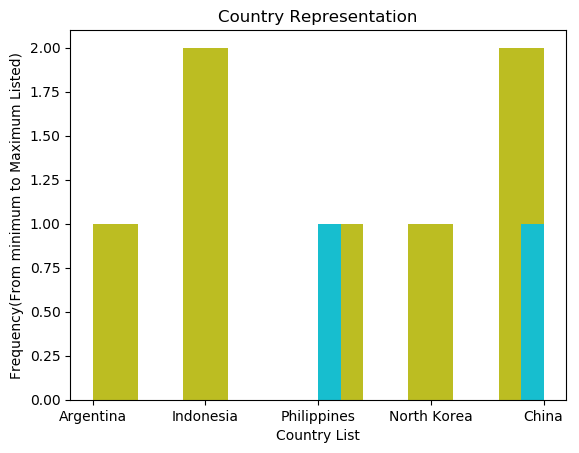 Country Representation
Frequency(From minimum to Maximum Listed)
2.00
1.75
1.50
1.25
1.00
0.75
0.50
0.25
0.00
Argentina Indonesia Philippines North Korea China
Country List